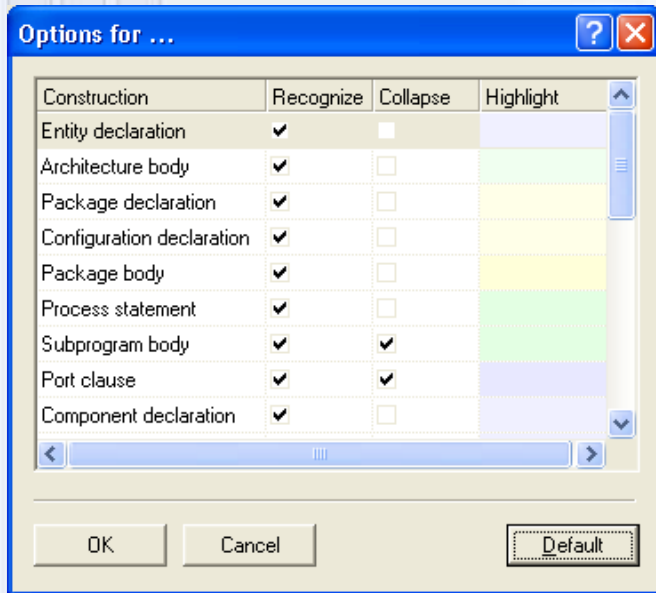 Options for ...
Construction Recognize Collapse Highlight
Entity declaration
Architecture body
Package declaration
Configuration declaration
Package body
Process statement
Subprogram body
Port clause
Component declaration
OK Cancel Default